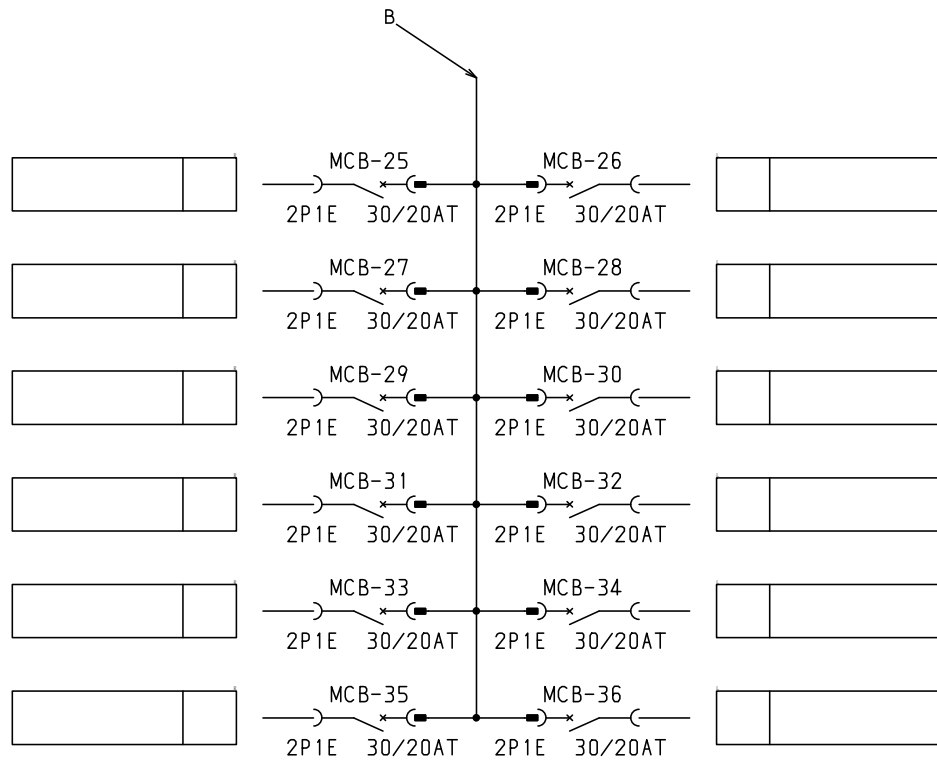 B
MCB-25 MCB-26
2P1E 30/20AT 2P1E 30/20AT
MCB-27 MCB-28
2P1E 30/20AT 2P1E 30/20AT
MCB-29 MCB-30
2P1E 30/20AT 2P1E 30/20AT
MCB-31 MCB-32
2P1E 30/20AT 2P1E 30/20AT
MCB-33 MCB-34
2P1E 30/20AT 2P1E 30/20AT
MCB-35 MCB-36
2P1E 30/20AT 2P1E 30/20AT